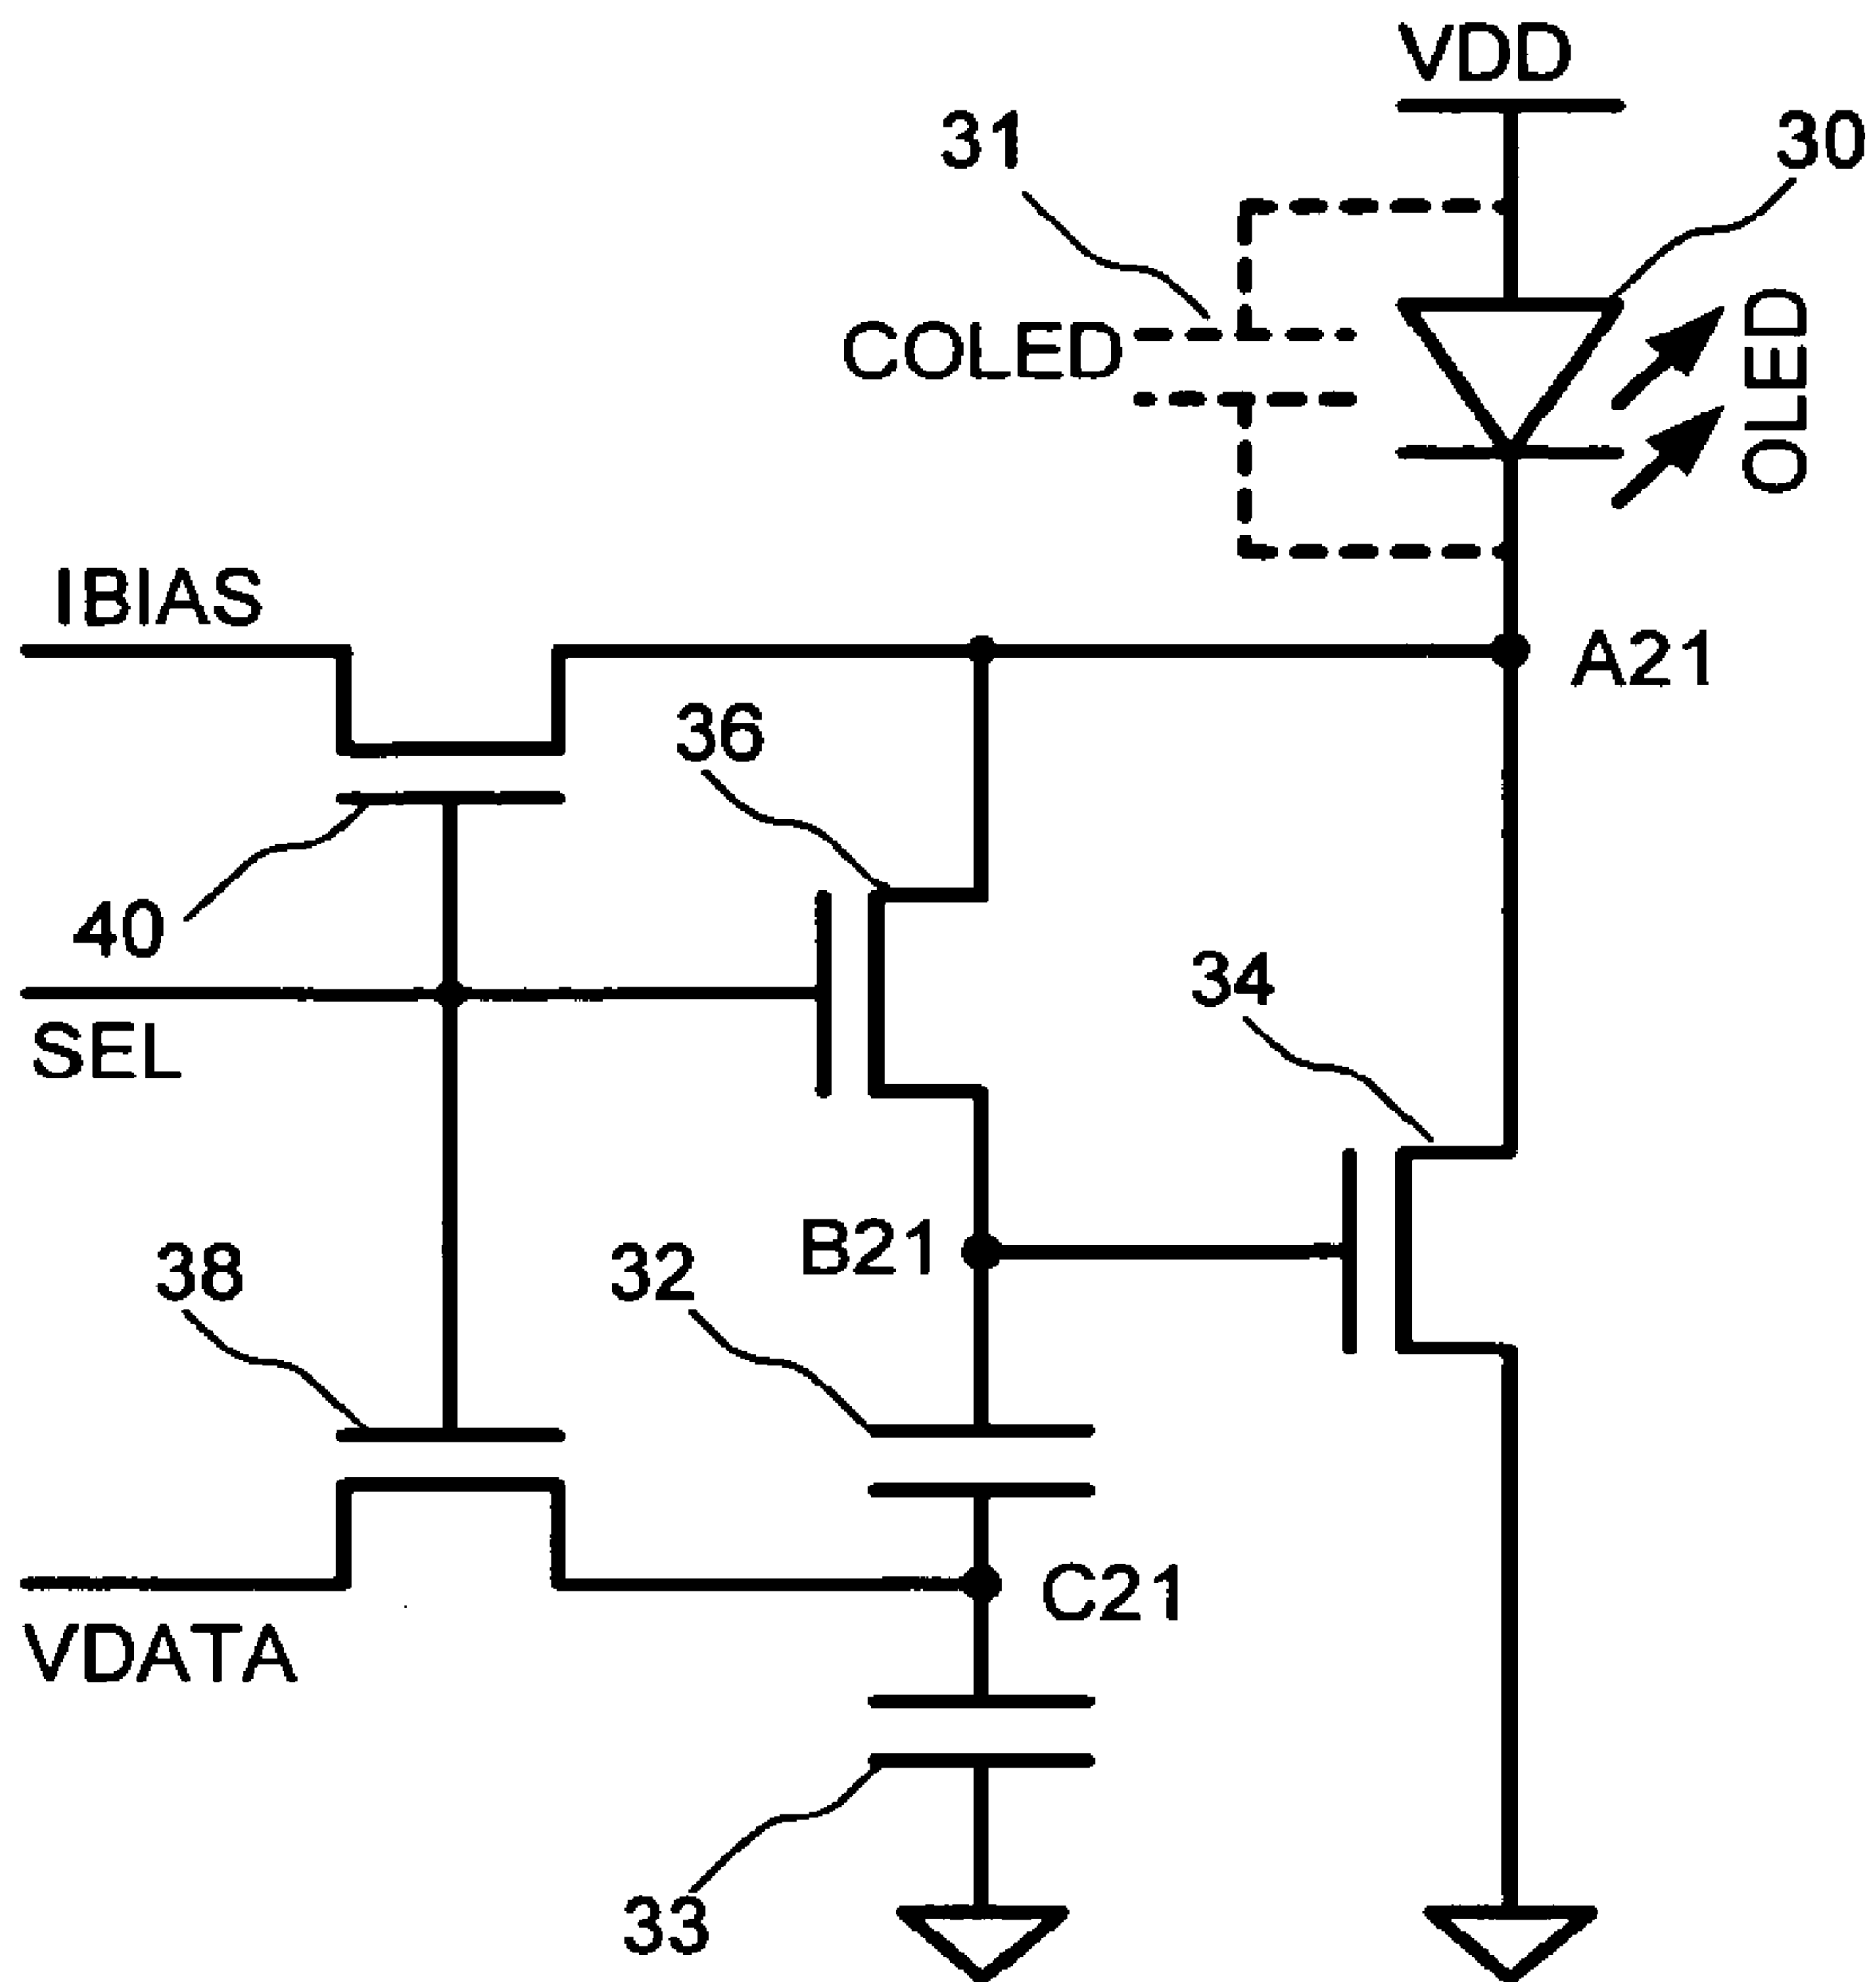 VDD
31
30
COLED
OLED
IBIAS
A21
36
40
34
SEL
B21
38
32
C21
VDATA
33